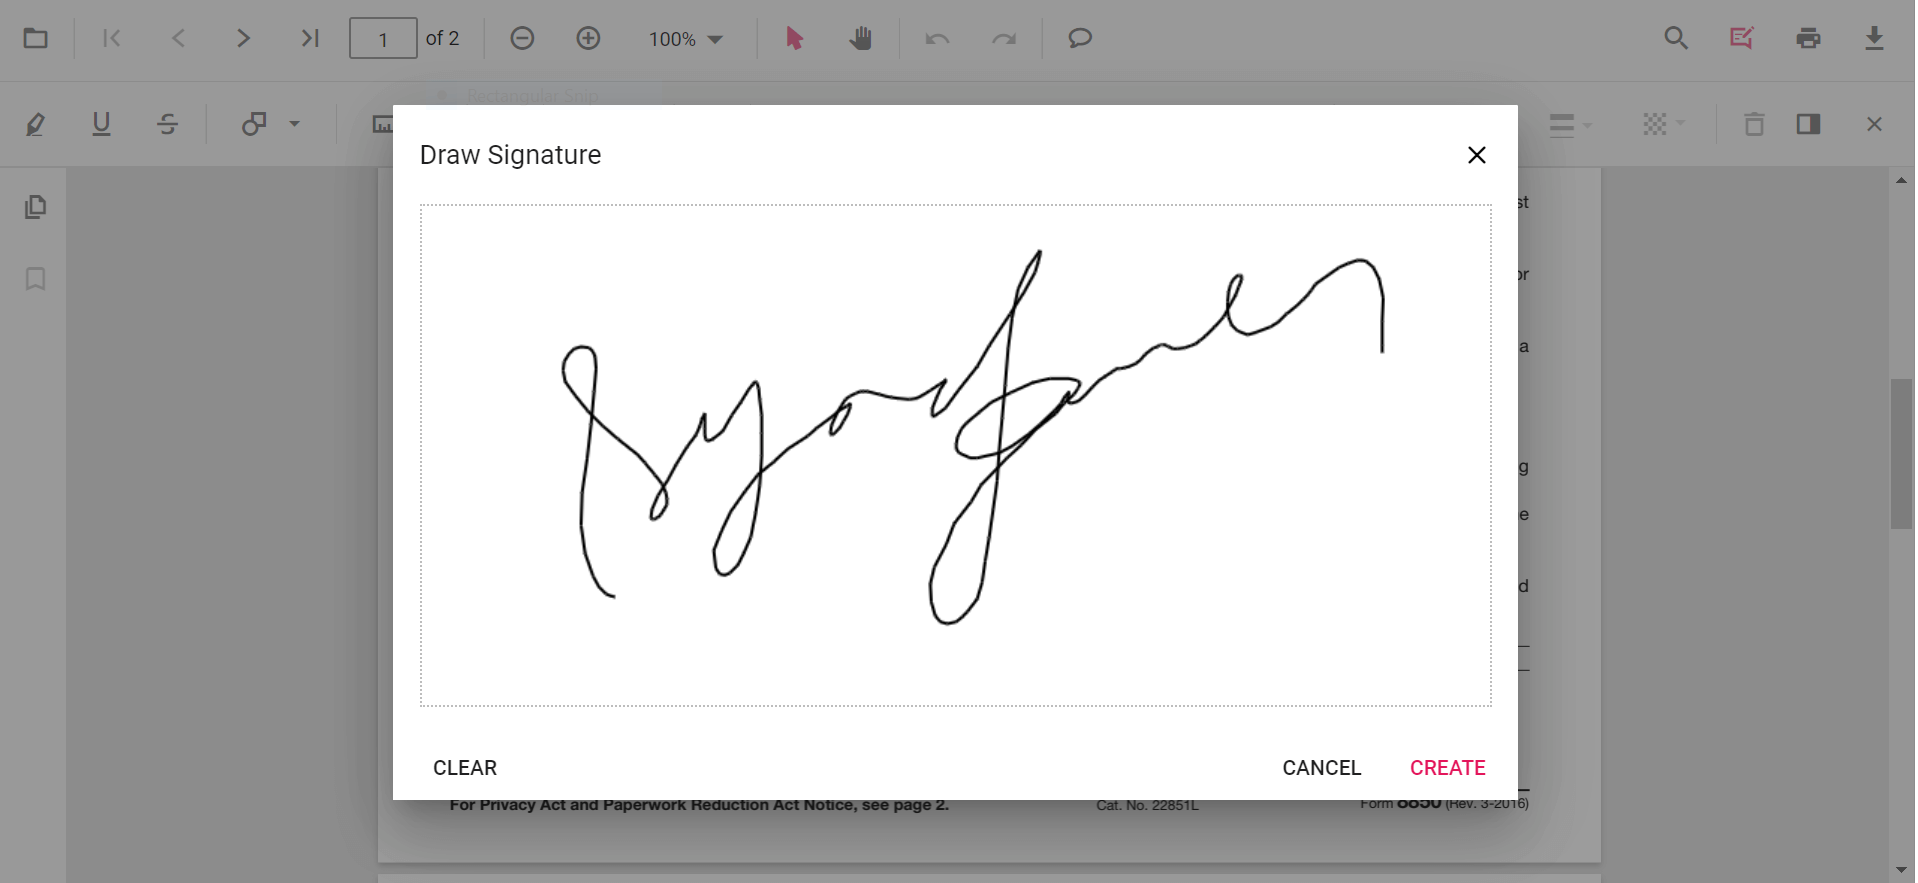 1 of 2 100%
Rectangular Snip
Draw Signature
st
or
a
g
e
d
CLEAR CANCEL CREATE
For Privacy Act and Paperwork Reduction Act Notice, see page 2. Cat. No. 22851L Form 8850 (Rev. 3-2016)